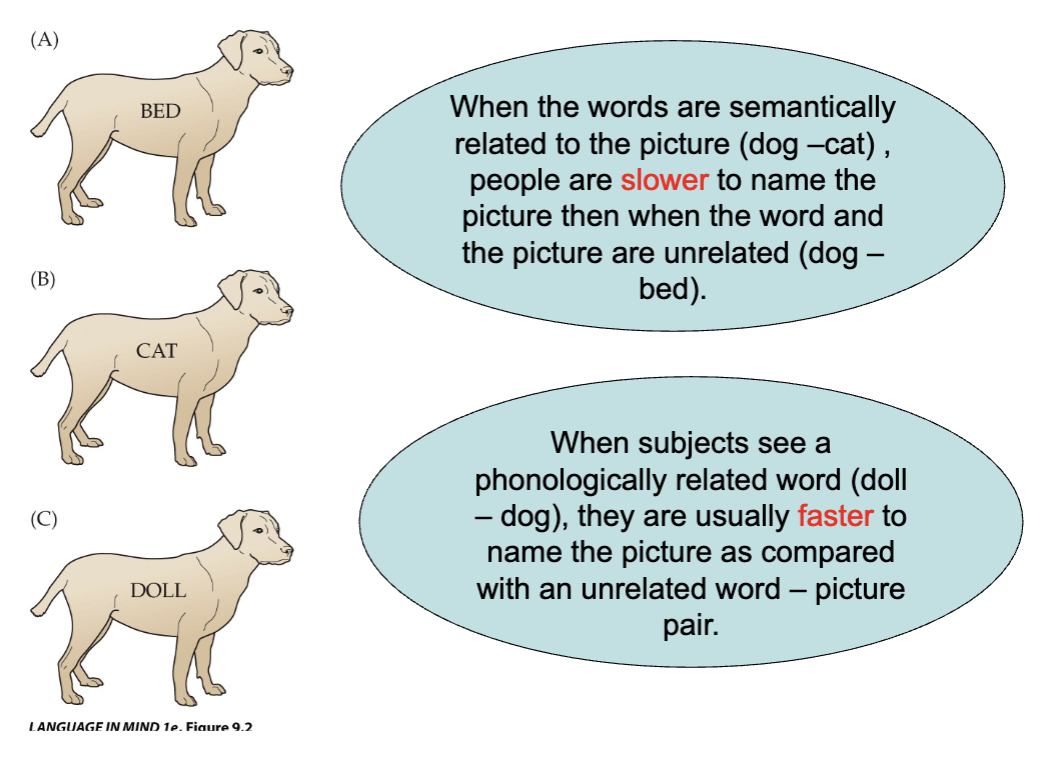 (A)
BED
When the words are semantically
related to the picture (dog –cat) ,
people are slower to name the
picture then when the word and
the picture are unrelated (dog –
bed).
(B)
CAT
When subjects see a
phonologically related word (doll
– dog), they are usually faster to
name the picture as compared
with an unrelated word – picture
pair.
(C)
DOLL
LANGUAGE IN MIND 1e, Figure 9.2